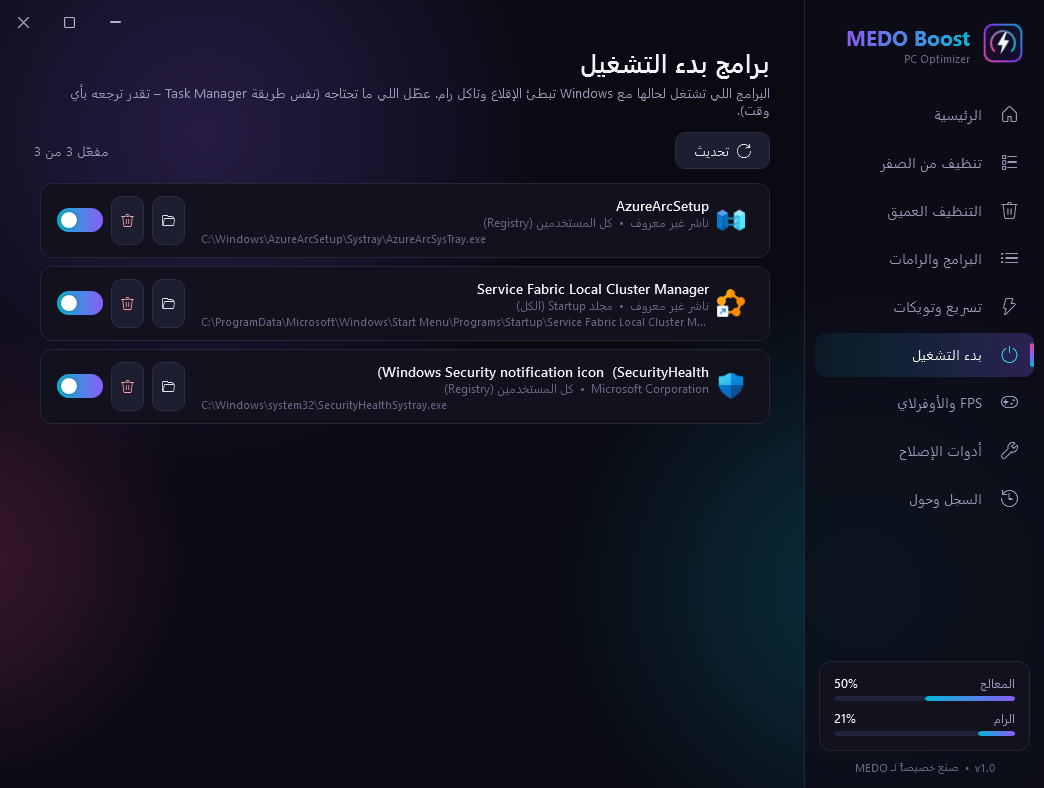 MEDO Boost
PC Optimizer
الرئيسية
تنظيف من الصفر
التنظيف العميق
البرامج والرامات
تسريع وتويكات
بدء التشغيل
FPS والأوفرلاي
أدوات الإصلاح
السجل وحول
المعالج 50%
الرام 21%
v1.0 • صنع خصيصاً لـ MEDO
برامج بدء التشغيل
البرامج اللي تشتغل لحالها مع Windows تبطئ الإقلاع وتاكل رام. عطّل اللي ما تحتاجه (نفس طريقة Task Manager – تقدر ترجعه بأي
وقت).
تحديث
مفعّل 3 من 3
AzureArcSetup
ناشر غير معروف • كل المستخدمين (Registry)
C:\Windows\AzureArcSetup\Systray\AzureArcSysTray.exe
Service Fabric Local Cluster Manager
ناشر غير معروف • مجلد Startup (الكل)
C:\ProgramData\Microsoft\Windows\Start Menu\Programs\Startup\Service Fabric Local Cluster M...
(Windows Security notification icon (SecurityHealth
Microsoft Corporation • كل المستخدمين (Registry)
C:\Windows\system32\SecurityHealthSystray.exe